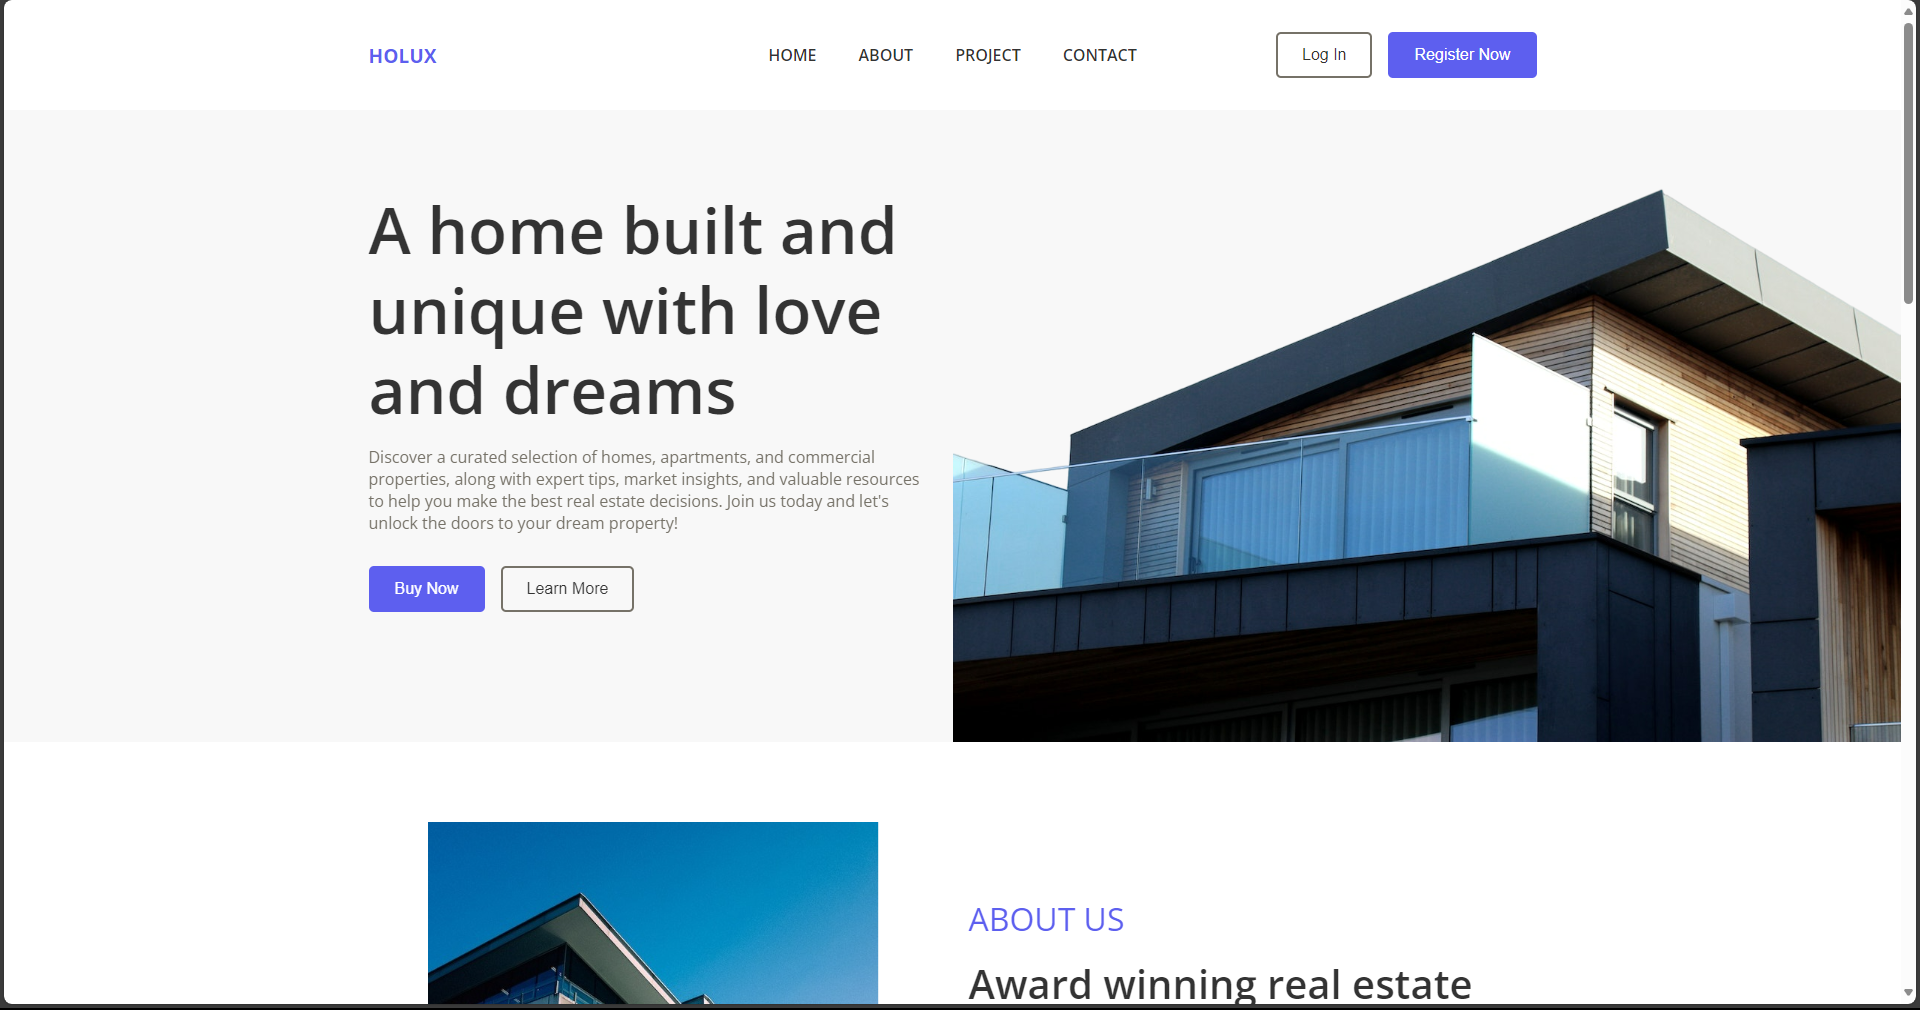 HOLUX
HOME ABOUT PROJECT CONTACT
Log In
Register Now
A home built and
unique with love
and dreams
Discover a curated selection of homes, apartments, and commercial
properties, along with expert tips, market insights, and valuable resources
to help you make the best real estate decisions. Join us today and let's
unlock the doors to your dream property!
Buy Now
Learn More
ABOUT US
Award winning real estate